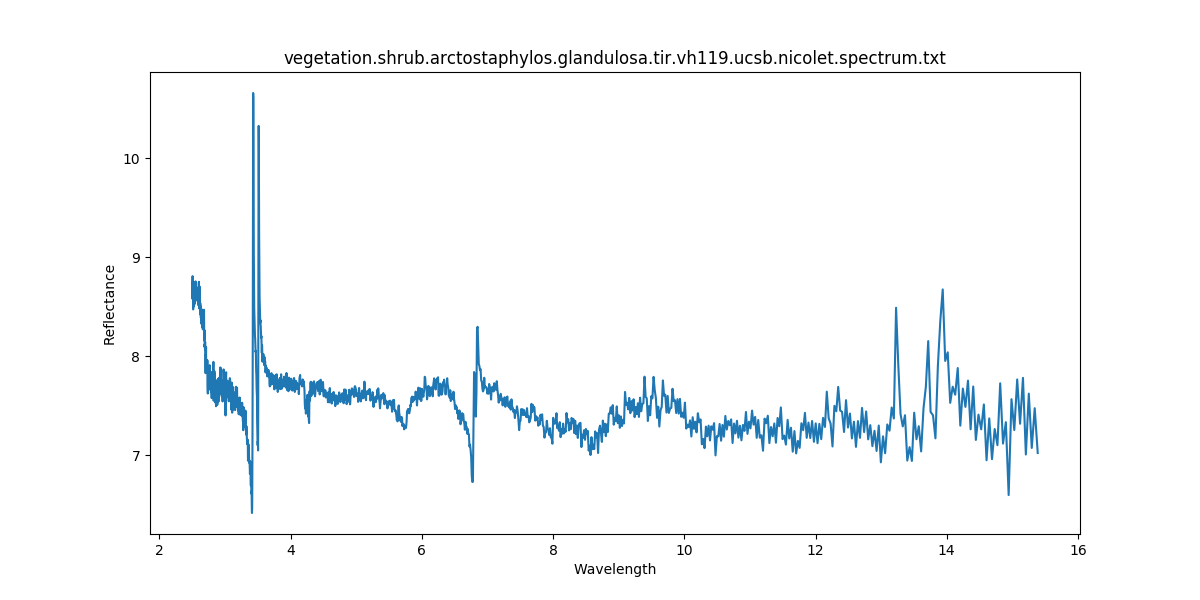 vegetation.shrub.arctostaphylos.glandulosa.tir.vh119.ucsb.nicolet.spectrum.txt
10
9
8
7
Reflectance
2 4 6 8 10 12 14 16
Wavelength